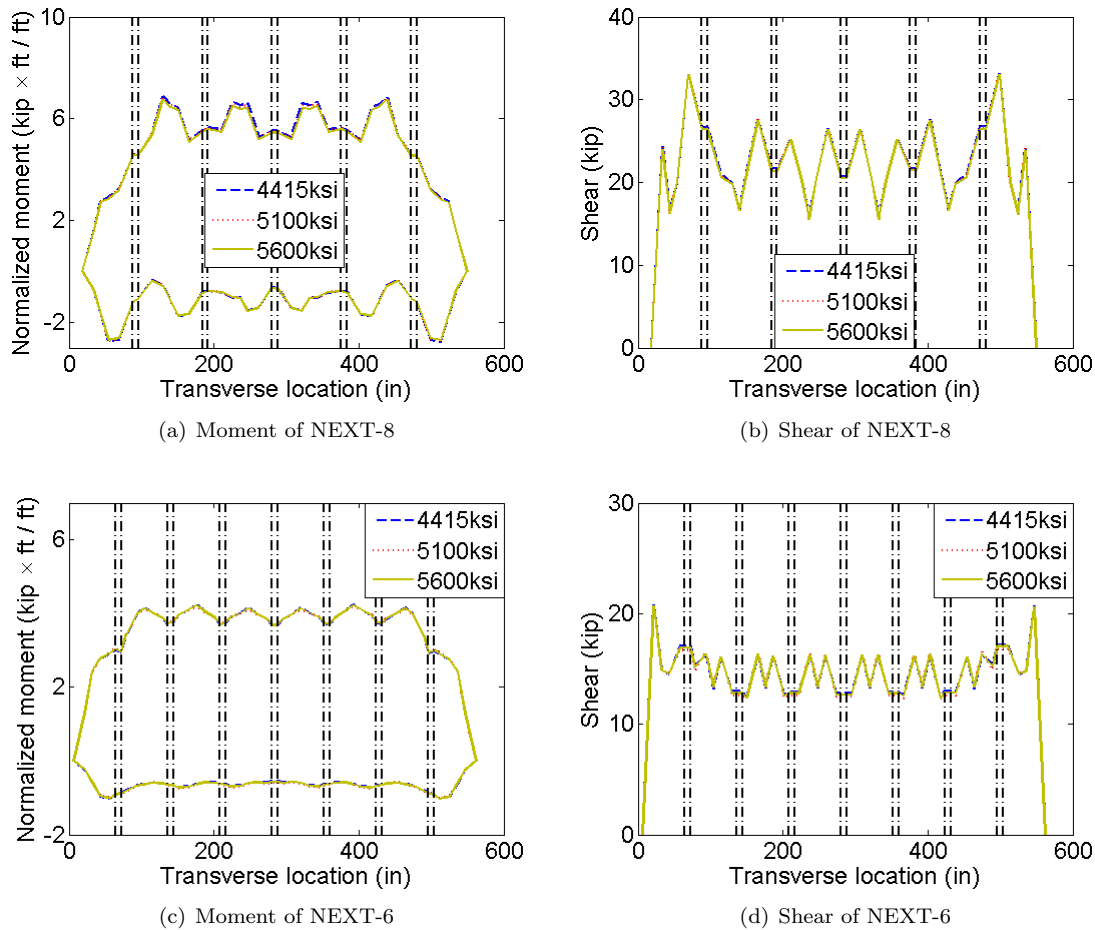 10
6
2
-2
Normalized moment (kip × ft / ft)
4415ksi
5100ksi
5600ksi
0 200 400 600
Transverse location (in)
(a) Moment of NEXT-8
40
30
20
10
0
Shear (kip)
4415ksi
5100ksi
5600ksi
0 200 400 600
Transverse location (in)
(b) Shear of NEXT-8
6
2
-2
Normalized moment (kip × ft / ft)
4415ksi
5100ksi
5600ksi
0 200 400 600
Transverse location (in)
(c) Moment of NEXT-6
30
20
10
0
Shear (kip)
4415ksi
5100ksi
5600ksi
0 200 400 600
Transverse location (in)
(d) Shear of NEXT-6